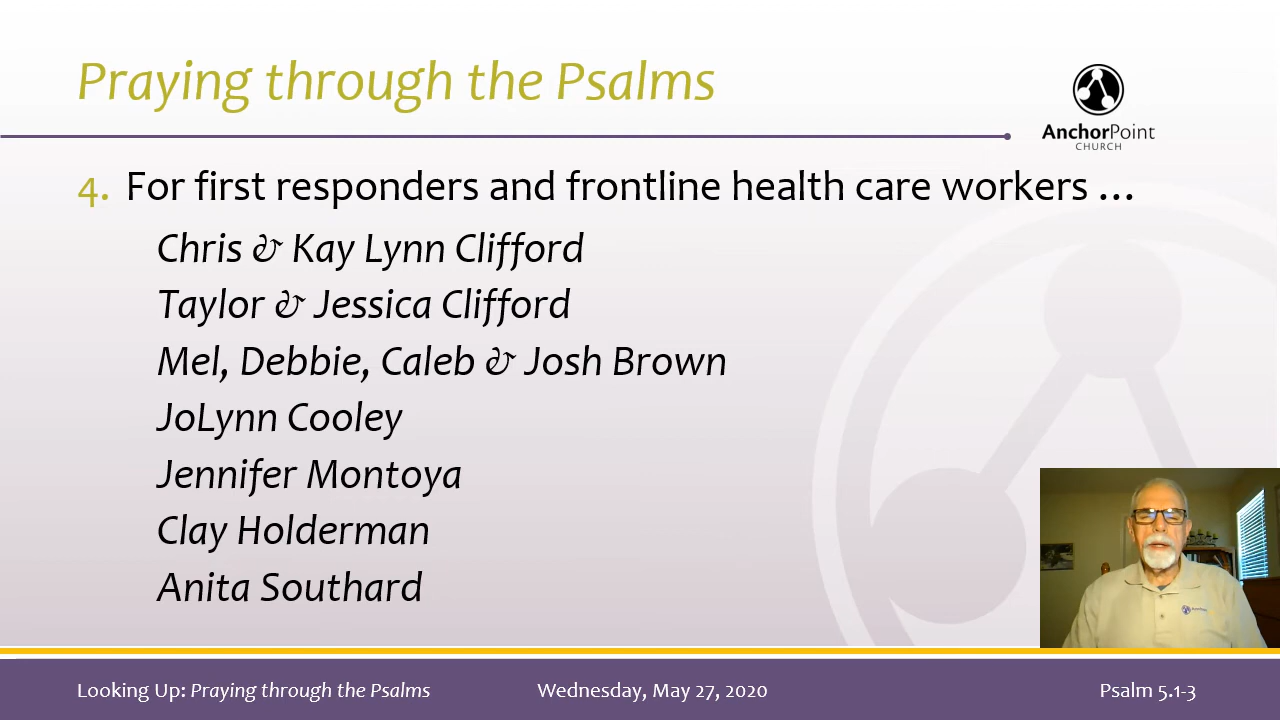 Praying through the Psalms
AnchorPoint
CHURCH
4. For first responders and frontline health care workers …
Chris & Kay Lynn Clifford
Taylor & Jessica Clifford
Mel, Debbie, Caleb & Josh Brown
JoLynn Cooley
Jennifer Montoya
Clay Holderman
Anita Southard
Looking Up: Praying through the Psalms
Wednesday, May 27, 2020
Psalm 5.1-3